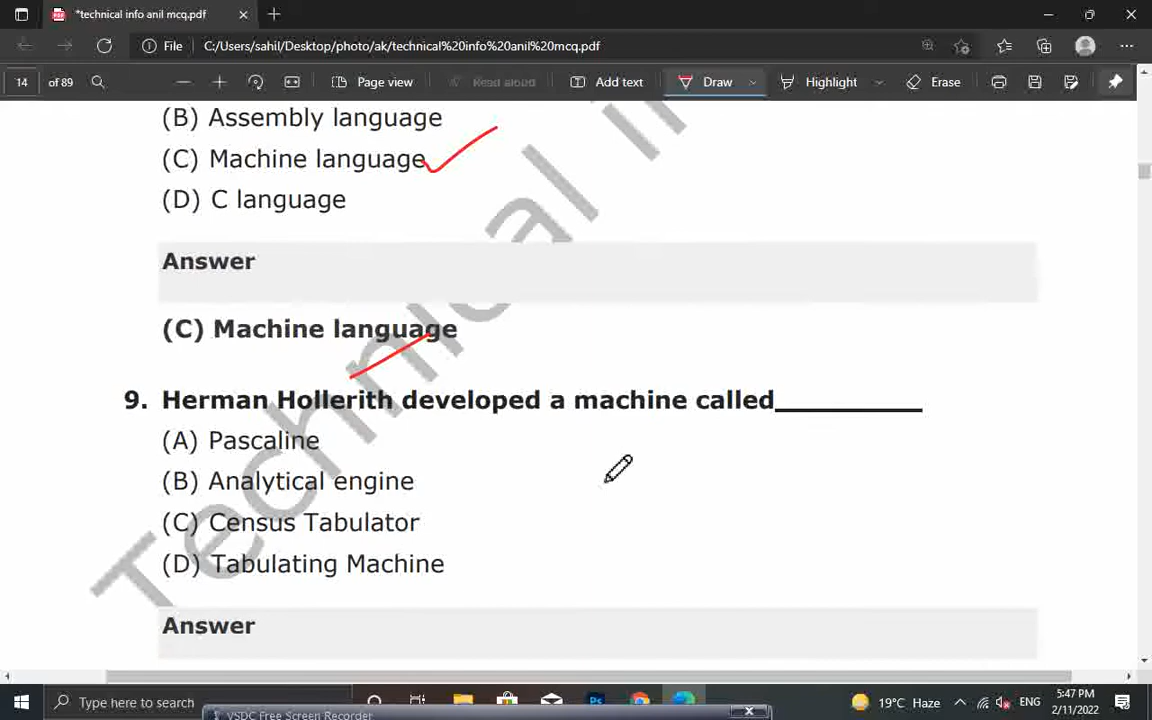 *technical info anil mcq.pdf
File C:/Users/sahil/Desktop/photo/ak/technical%20info%20anil%20mcq.pdf
14 of 89 Page view Read aloud Add text Draw Highlight Erase
(B) Assembly language
(C) Machine language
(D) C language
Answer
(C) Machine language
9. Herman Hollerith developed a machine called__________
(A) Pascaline
(B) Analytical engine
(C) Census Tabulator
(D) Tabulating Machine
Answer
Technical In
Type here to search
19°C Haze ENG
5:47 PM
2/11/2022
VSDC Free Screen Recorder